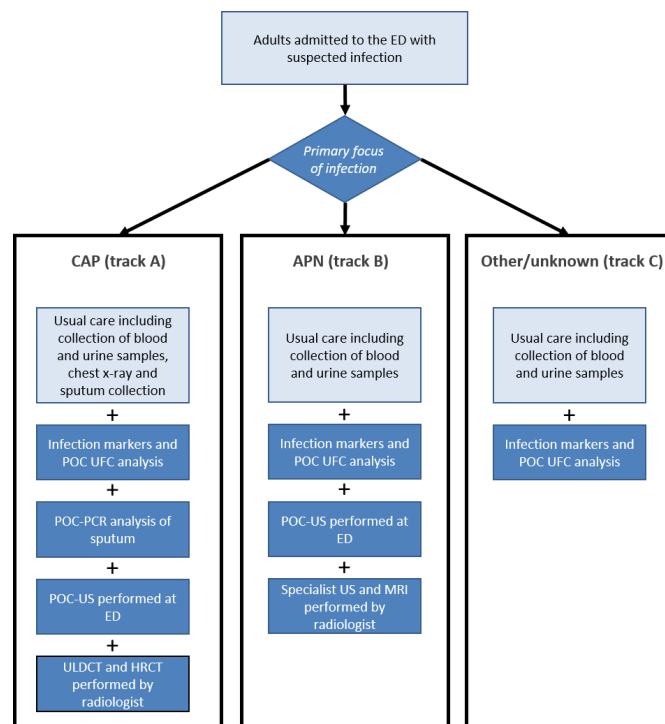 Adults admitted to the ED with
suspected infection
Primary focus
of infection
CAP (track A)
Usual care including
collection of blood
and urine samples,
chest x-ray and
sputum collection
+
Infection markers and
POC UFC analysis
+
POC-PCR analysis of
sputum
+
POC-US performed at
ED
+
ULDCT and HRCT
performed by
radiologist
APN (track B)
Usual care including
collection of blood
and urine samples
+
Infection markers and
POC UFC analysis
+
POC-US performed at
ED
+
Specialist US and MRI
performed by
radiologist
Other/unknown (track C)
Usual care including
collection of blood
and urine samples
+
Infection markers and
POC UFC analysis